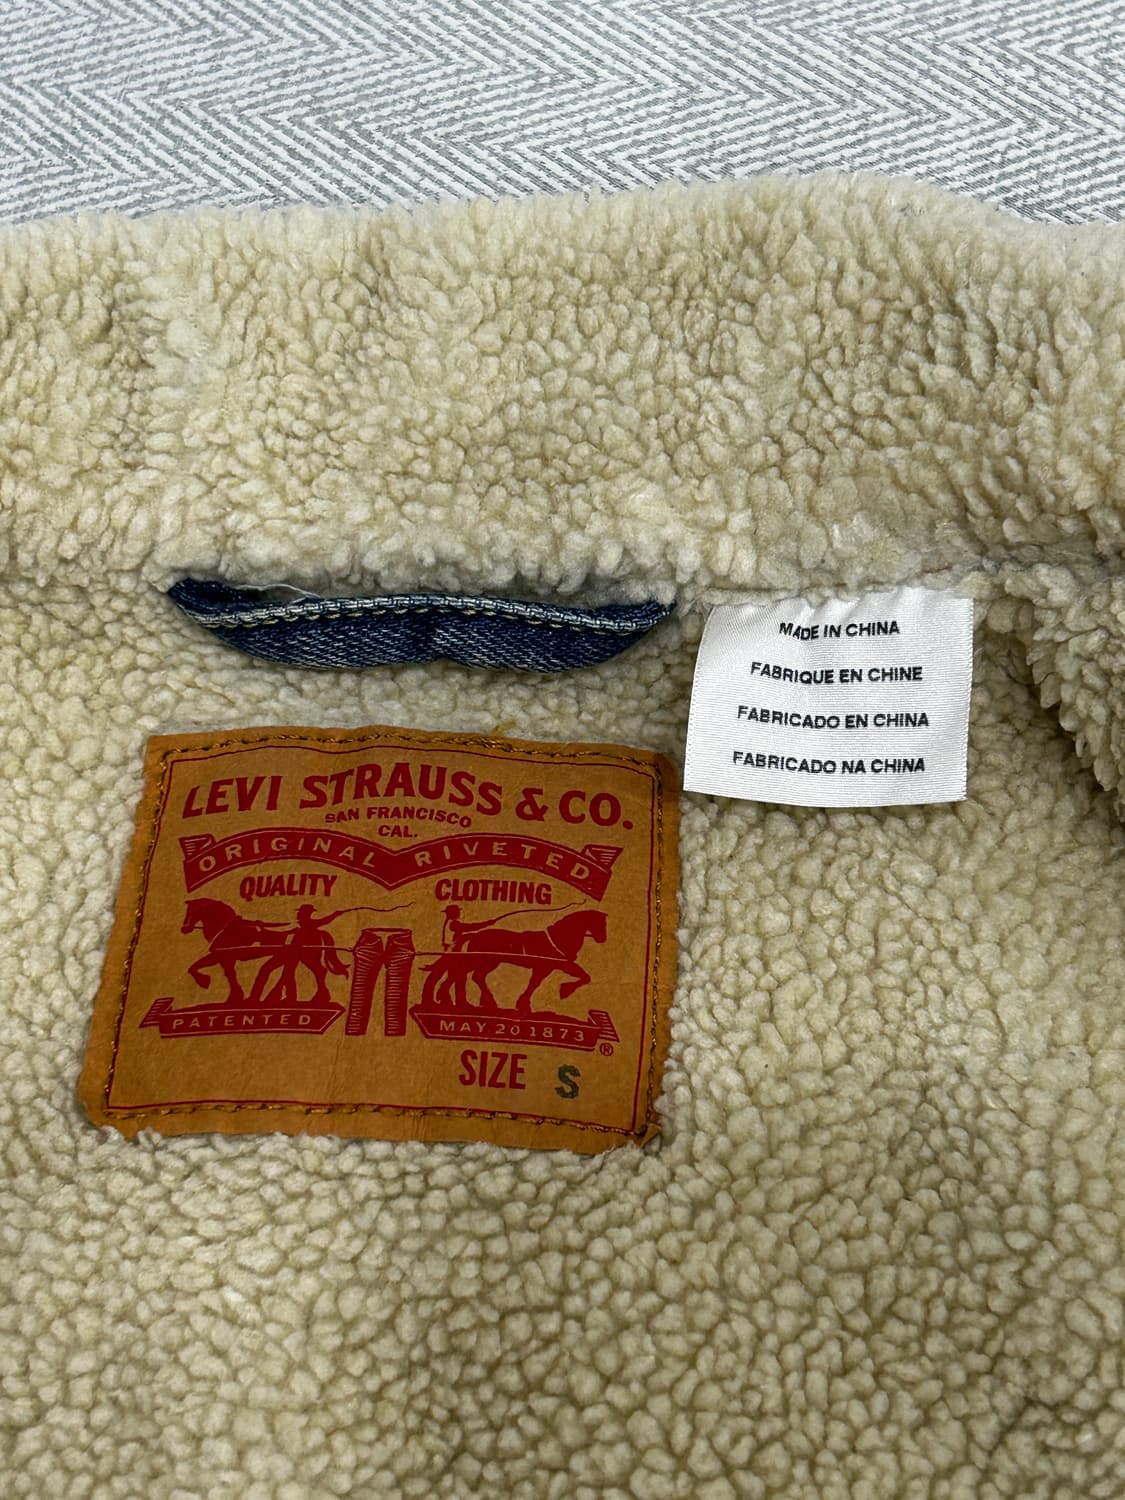 MADE IN CHINA
FABRIQUE EN CHINE
FABRICADO EN CHINA
FABRICADO NA CHINA
LEVI STRAUSS & CO.
SAN FRANCISCO
CAL.
ORIGINAL RIVETED
QUALITY CLOTHING
PATENTED MAY 20 1873
®
SIZE S